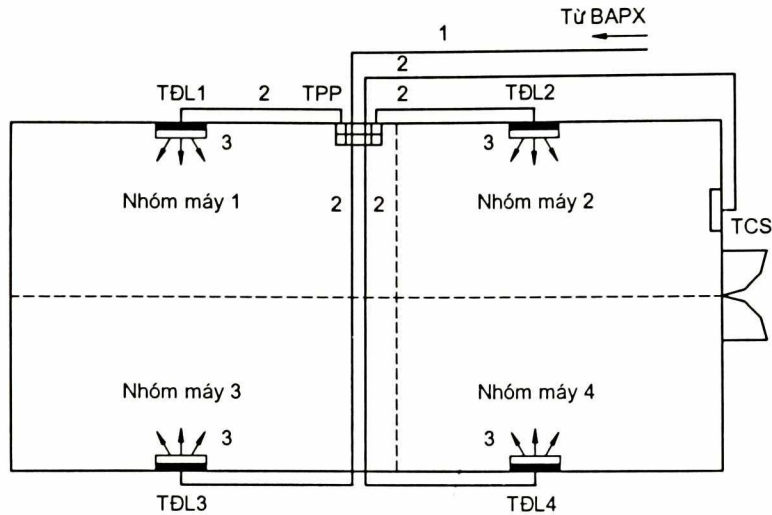 Từ BAPX
1
2
TĐL1 2 TPP 2 TĐL2
3 3
Nhóm máy 1 2 2 Nhóm máy 2
TCS
Nhóm máy 3 Nhóm máy 4
3 3
TĐL3 TĐL4